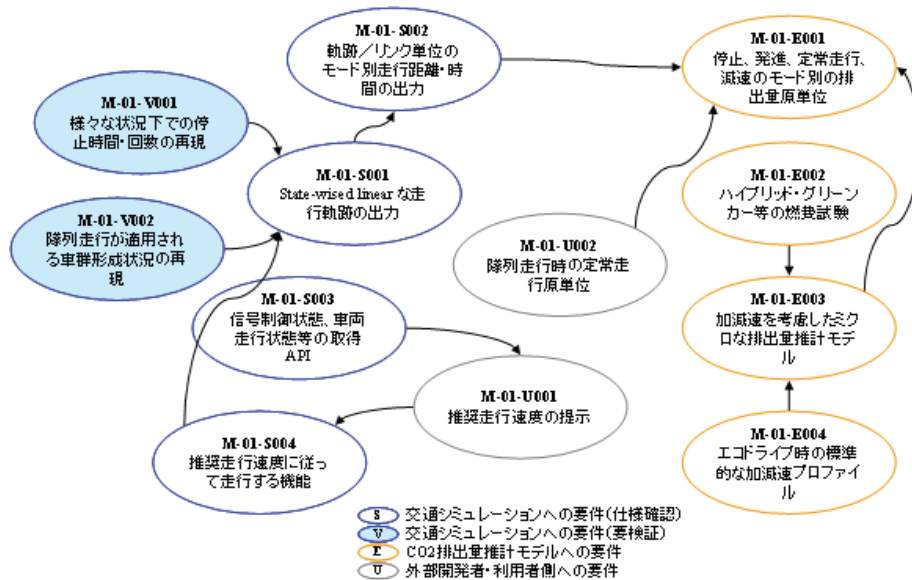 M-01-S002
軌跡／リンク単位の
モード別走行距離・時
間の出力
M-01-E001
停止、発進、定常走行、
減速のモード別の排
出量原単位
M-01-V001
様々な状況下での停
止時間・回数の再現
M-01-S001
State-wised linearな走
行軌跡の出力
M-01-E002
ハイブリッド・グリーン
カー等の燃費試験
M-01-V002
隊列走行が適用され
る車群形成状況の再
現
M-01-U002
隊列走行時の定常走
行原単位
M-01-S003
信号制御状態、車両
走行状態等の取得
API
M-01-E003
加減速を考慮したミク
ロな排出量推計モデル
M-01-U001
推奨走行速度の提示
M-01-S004
推奨走行速度に従っ
て走行する機能
M-01-E004
エコドライブ時の標準
的な加減速プロファイ
ル
S 交通シミュレーションへの要件(仕様確認)
V 交通シミュレーションへの要件(要検証)
E CO2排出量推計モデルへの要件
U 外部開発者・利用者側への要件